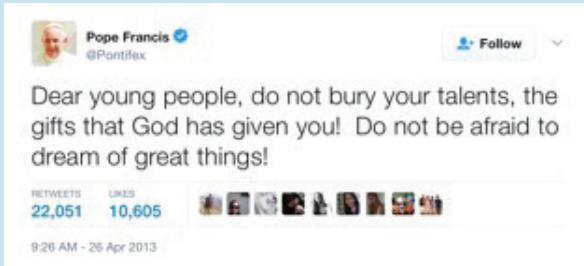 Pope Francis
@Pontifex
Follow
Dear young people, do not bury your talents, the
gifts that God has given you! Do not be afraid to
dream of great things!
RETWEETS LIKES
22,051 10,605
9:26 AM - 26 Apr 2013